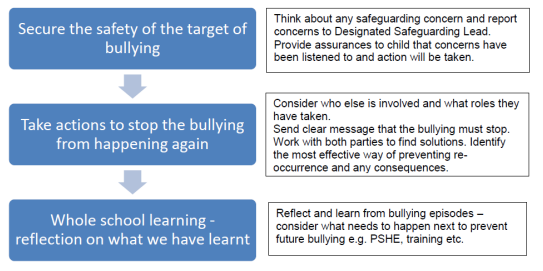 Secure the safety of the target of
bullying
Think about any safeguarding concern and report
concerns to Designated Safeguarding Lead.
Provide assurances to child that concerns have
been listened to and action will be taken.
Take actions to stop the bullying
from happening again
Consider who else is involved and what roles they
have taken.
Send clear message that the bullying must stop.
Work with both parties to find solutions. Identify
the most effective way of preventing re-
occurrence and any consequences.
Whole school learning -
reflection on what we have learnt
Reflect and learn from bullying episodes –
consider what needs to happen next to prevent
future bullying e.g. PSHE, training etc.